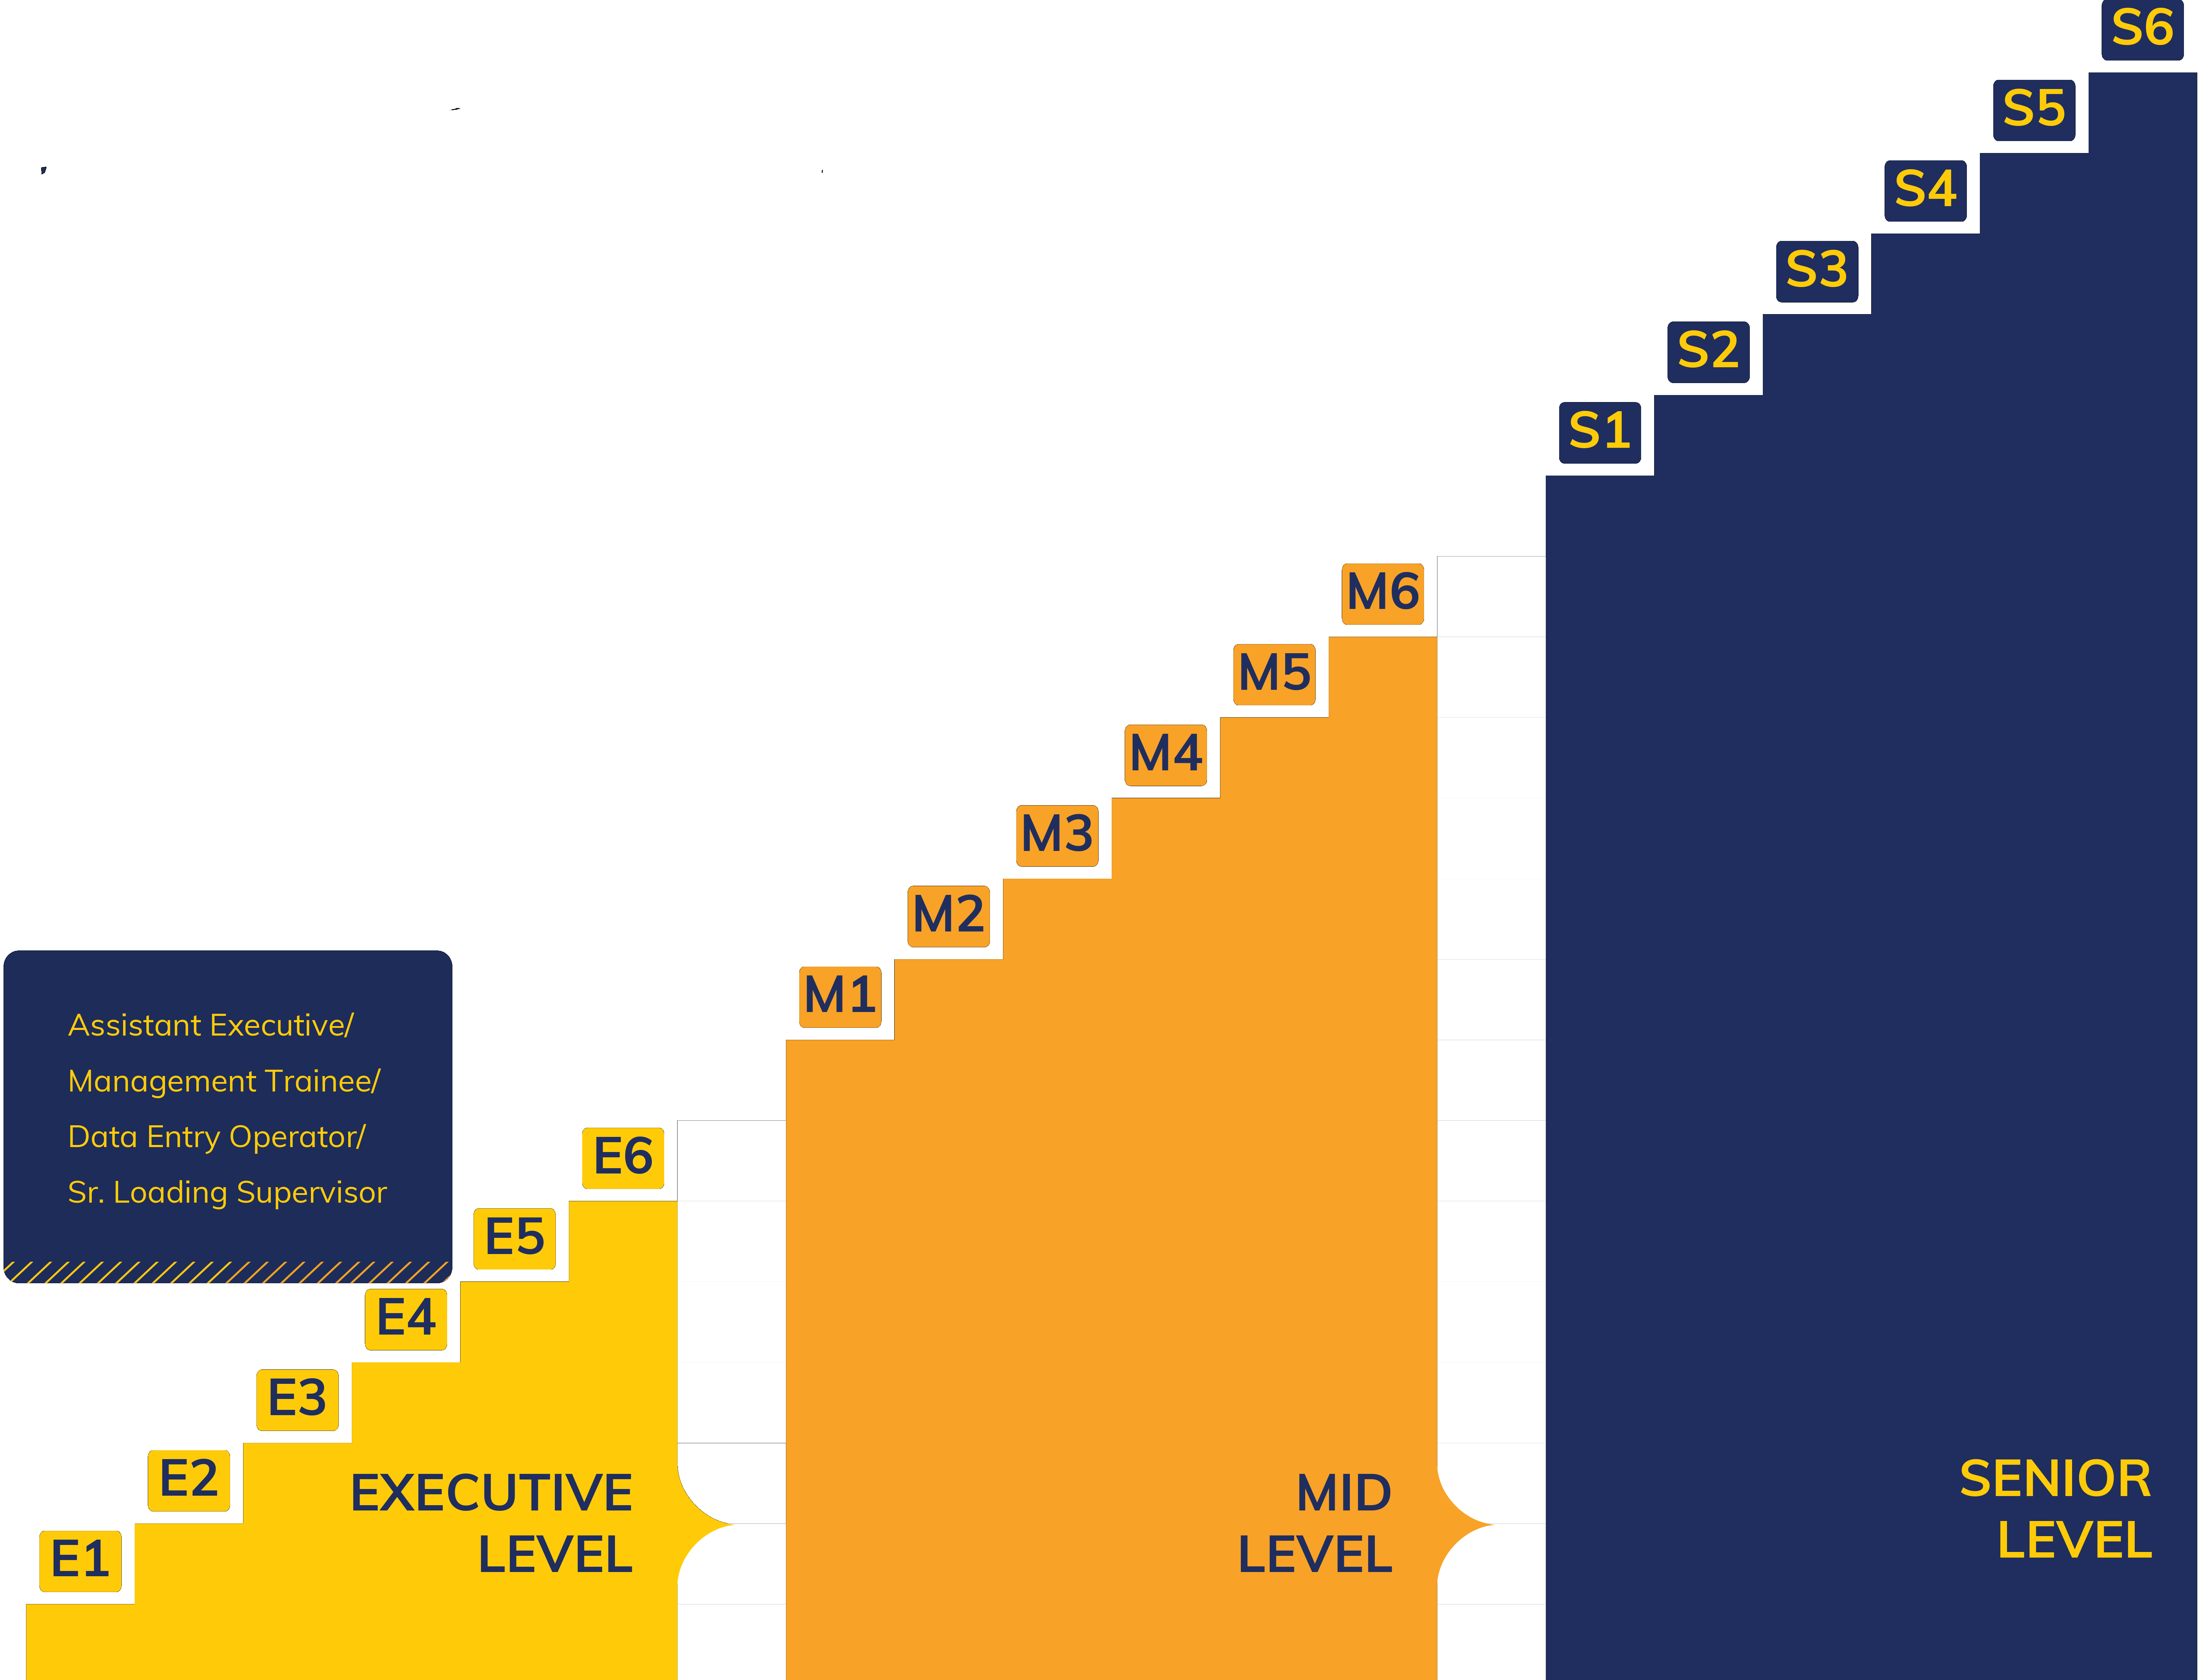 S6
S5
S4
S3
S2
S1
M6
M5
M4
M3
M2
M1
Assistant Executive/
Management Trainee/
Data Entry Operator/
Sr. Loading Supervisor
E6
E5
E4
E3
E2
E1
EXECUTIVE
LEVEL
MID
LEVEL
SENIOR
LEVEL